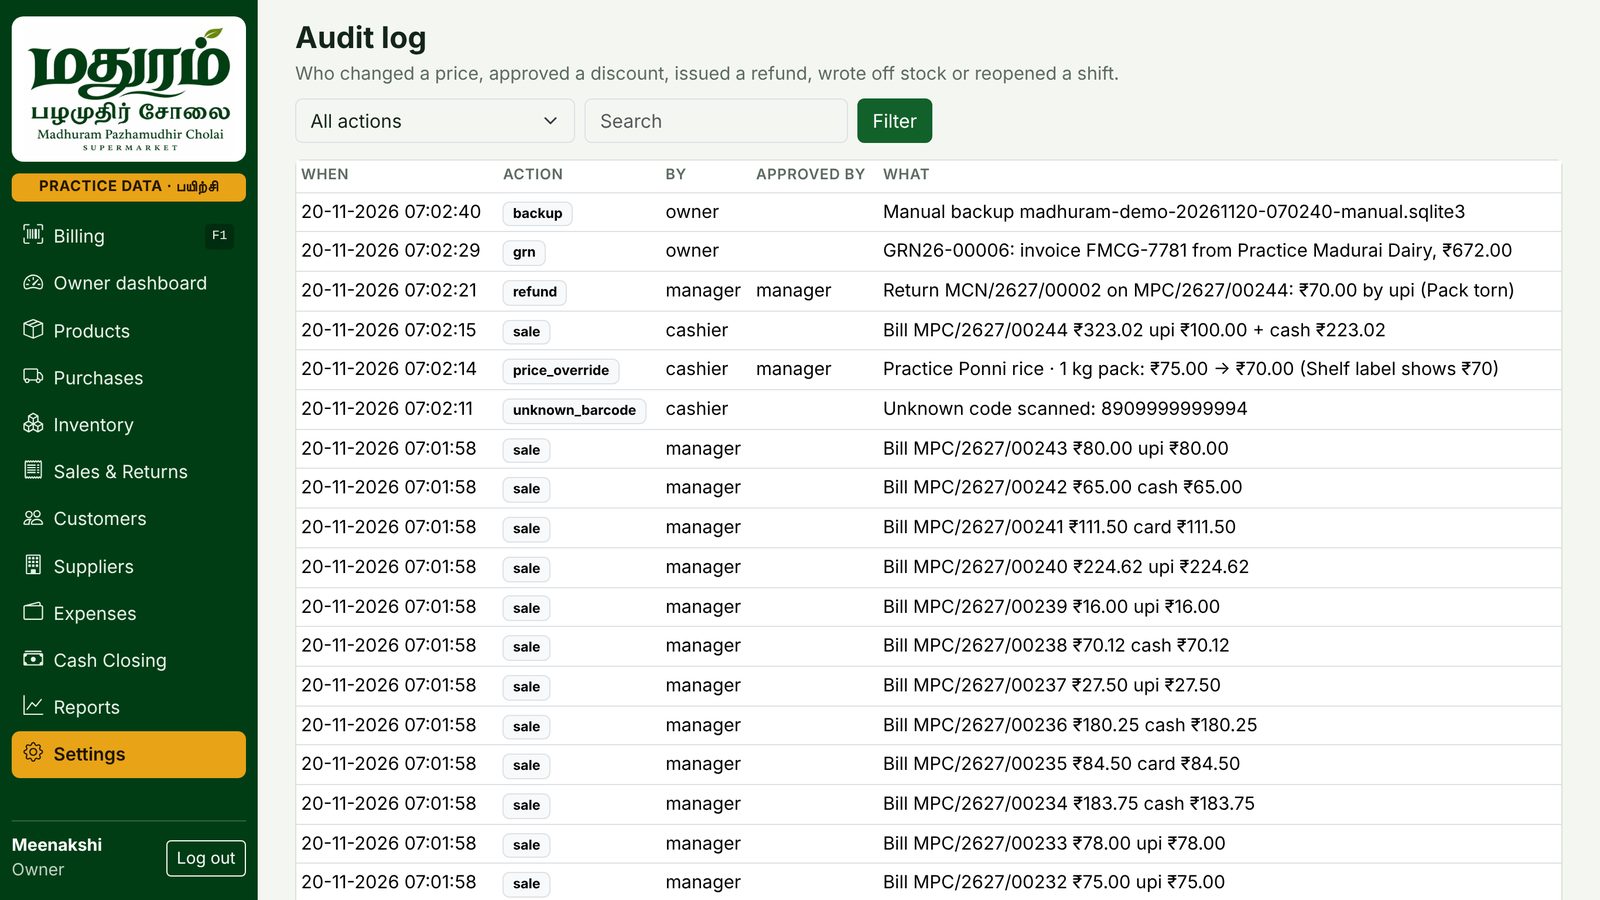 மதுரம்
பழமுதிர் சோலை
Madhuram Pazhamudhir Cholai
SUPERMARKET
PRACTICE DATA · பயிற்சி
Billing F1
Owner dashboard
Products
Purchases
Inventory
Sales & Returns
Customers
Suppliers
Expenses
Cash Closing
Reports
Settings
Meenakshi
Owner
Log out
Audit log
Who changed a price, approved a discount, issued a refund, wrote off stock or reopened a shift.
All actions Search Filter
WHEN ACTION BY APPROVED BY WHAT
20-11-2026 07:02:40 backup owner Manual backup madhuram-demo-20261120-070240-manual.sqlite3
20-11-2026 07:02:29 grn owner GRN26-00006: invoice FMCG-7781 from Practice Madurai Dairy, ₹672.00
20-11-2026 07:02:21 refund manager manager Return MCN/2627/00002 on MPC/2627/00244: ₹70.00 by upi (Pack torn)
20-11-2026 07:02:15 sale cashier Bill MPC/2627/00244 ₹323.02 upi ₹100.00 + cash ₹223.02
20-11-2026 07:02:14 price_override cashier manager Practice Ponni rice · 1 kg pack: ₹75.00 → ₹70.00 (Shelf label shows ₹70)
20-11-2026 07:02:11 unknown_barcode cashier Unknown code scanned: 8909999999994
20-11-2026 07:01:58 sale manager Bill MPC/2627/00243 ₹80.00 upi ₹80.00
20-11-2026 07:01:58 sale manager Bill MPC/2627/00242 ₹65.00 cash ₹65.00
20-11-2026 07:01:58 sale manager Bill MPC/2627/00241 ₹111.50 card ₹111.50
20-11-2026 07:01:58 sale manager Bill MPC/2627/00240 ₹224.62 upi ₹224.62
20-11-2026 07:01:58 sale manager Bill MPC/2627/00239 ₹16.00 upi ₹16.00
20-11-2026 07:01:58 sale manager Bill MPC/2627/00238 ₹70.12 cash ₹70.12
20-11-2026 07:01:58 sale manager Bill MPC/2627/00237 ₹27.50 upi ₹27.50
20-11-2026 07:01:58 sale manager Bill MPC/2627/00236 ₹180.25 cash ₹180.25
20-11-2026 07:01:58 sale manager Bill MPC/2627/00235 ₹84.50 card ₹84.50
20-11-2026 07:01:58 sale manager Bill MPC/2627/00234 ₹183.75 cash ₹183.75
20-11-2026 07:01:58 sale manager Bill MPC/2627/00233 ₹78.00 upi ₹78.00
20-11-2026 07:01:58 sale manager Bill MPC/2627/00232 ₹75.00 upi ₹75.00